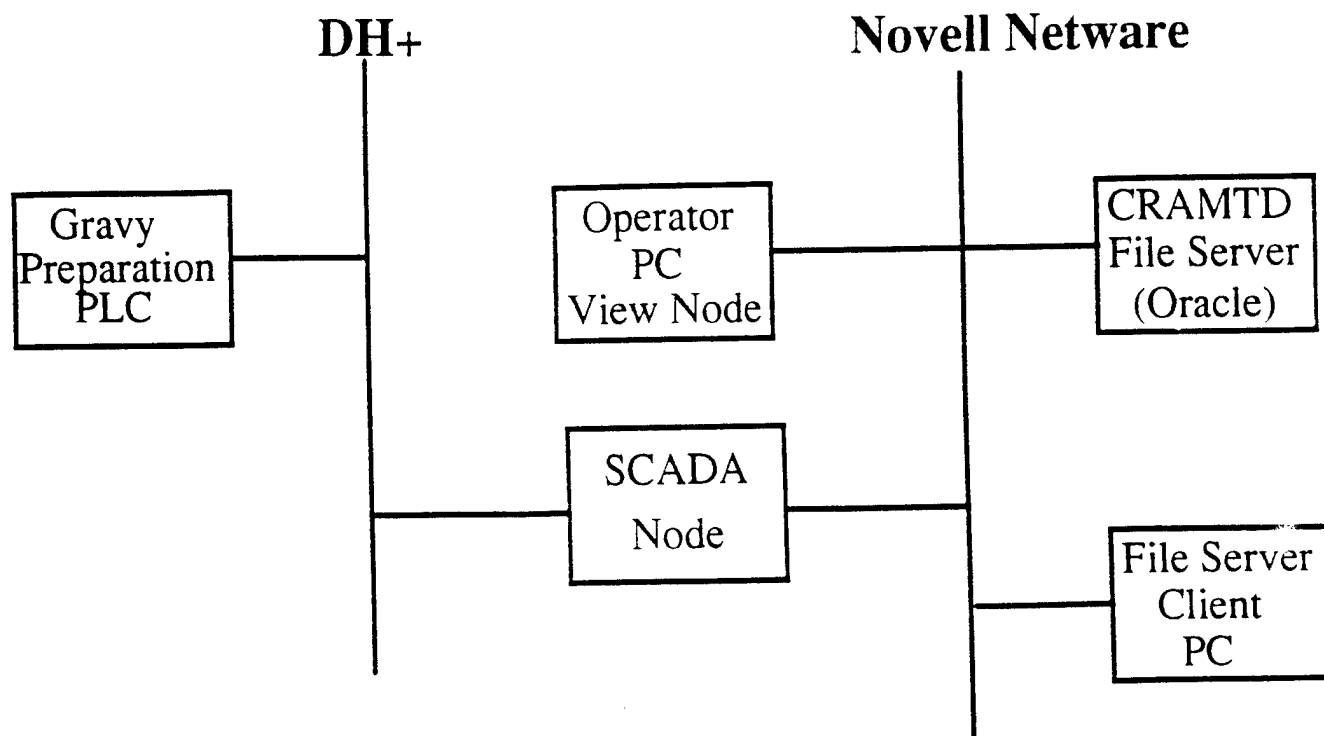 DH+
Novell Netware
Gravy
Preparation
PLC
Operator
PC
View Node
CRAMTD
File Server
(Oracle)
SCADA
Node
File Server
Client
PC